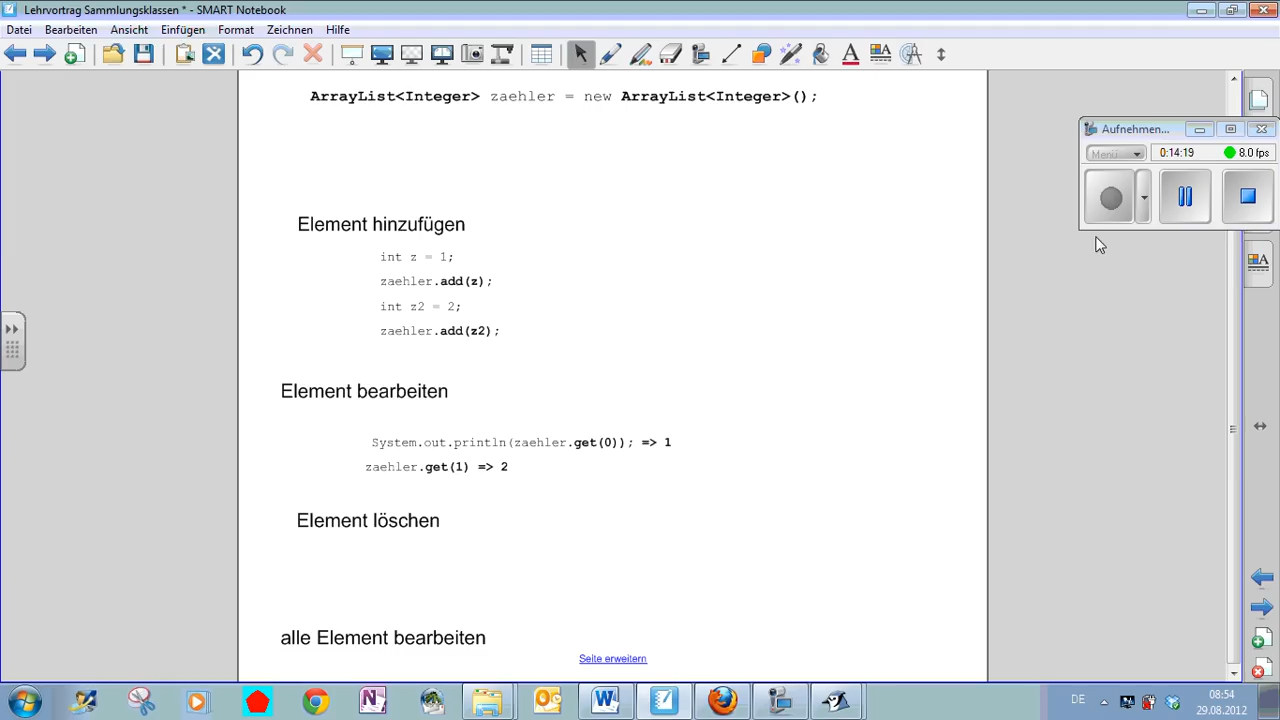 Lehrvortrag Sammlungsklassen * - SMART Notebook
Datei Bearbeiten Ansicht Einfügen Format Zeichnen Hilfe
ArrayList<Integer> zaehler = new ArrayList<Integer>();
Aufnehmen...
Menü 0:14:19 8.0 fps
Element hinzufügen
int z = 1;
zaehler.add(z);
int z2 = 2;
zaehler.add(z2);
Element bearbeiten
System.out.println(zaehler.get(0)); => 1
zaehler.get(1) => 2
Element löschen
alle Element bearbeiten
Seite erweitern
DE
08:54
29.08.2012